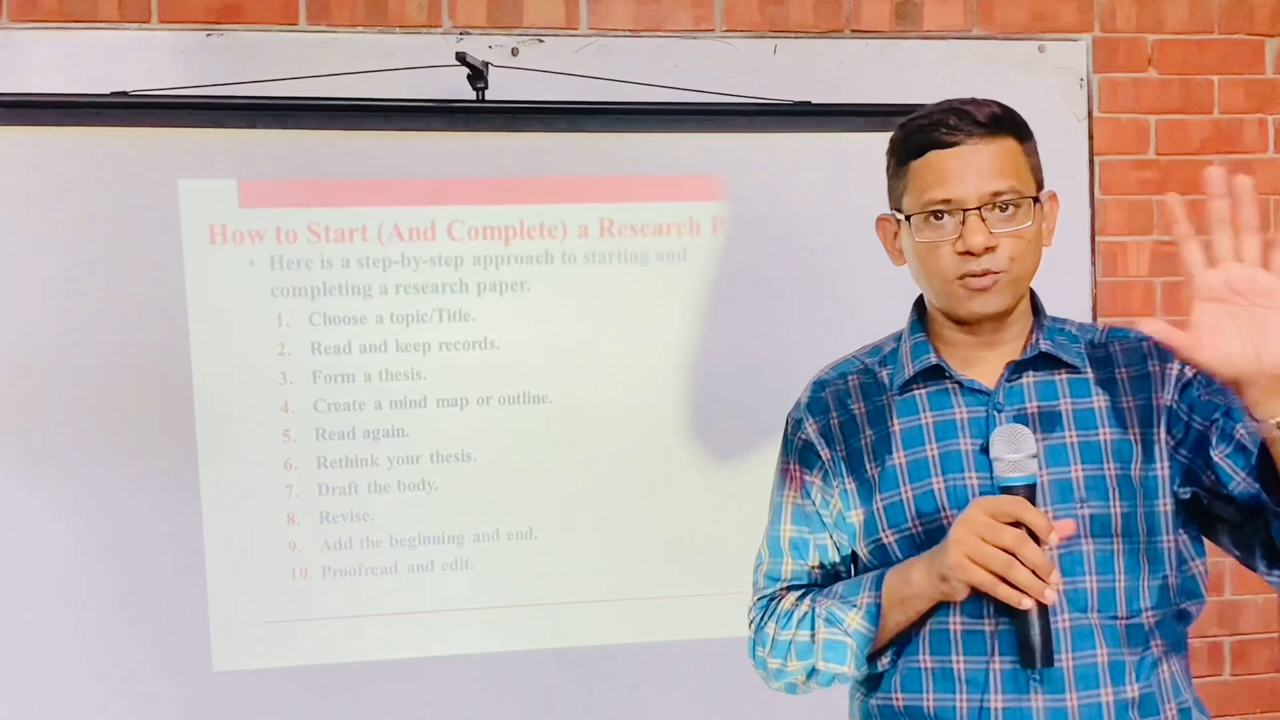 How to Start (And Complete) a Research
• Here is a step-by-step approach to starting and
completing a research paper.
1. Choose a topic/Title.
2. Read and keep records.
3. Form a thesis.
4. Create a mind map or outline.
5. Read again.
6. Rethink your thesis.
7. Draft the body.
8. Revise.
9. Add the beginning and end.
10. Proofread and edit.